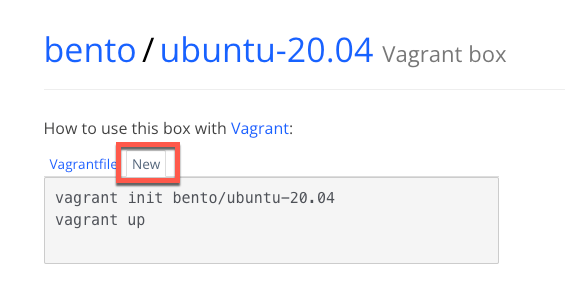 bento / ubuntu-20.04 Vagrant box
How to use this box with Vagrant:
Vagrantfile New
vagrant init bento/ubuntu-20.04
vagrant up